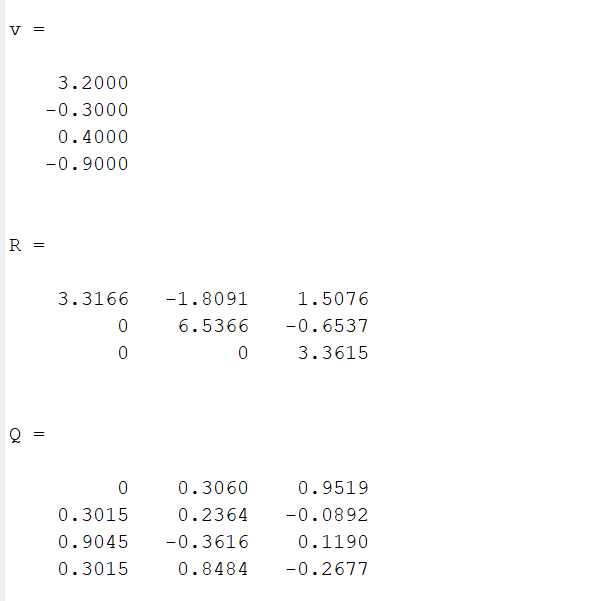 v =
3.2000
-0.3000
0.4000
-0.9000
R =
3.3166 -1.8091 1.5076
0 6.5366 -0.6537
0 0 3.3615
Q =
0 0.3060 0.9519
0.3015 0.2364 -0.0892
0.9045 -0.3616 0.1190
0.3015 0.8484 -0.2677